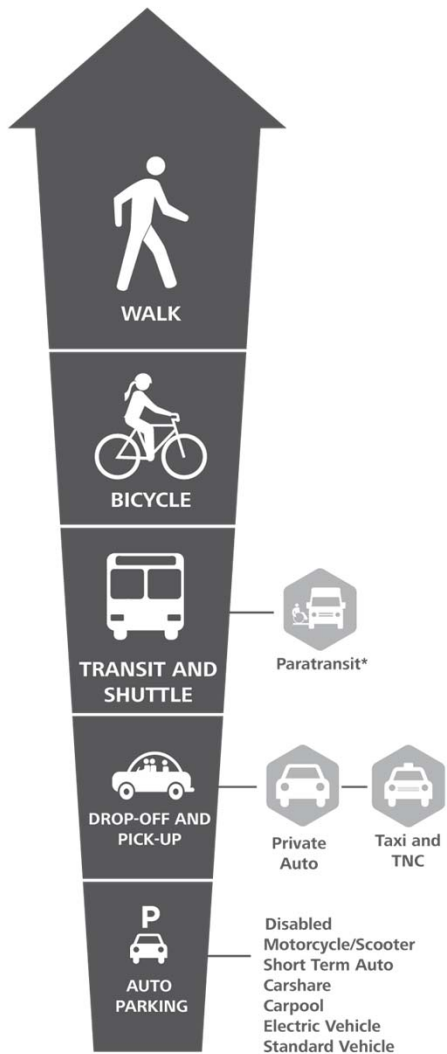 WALK
BICYCLE
TRANSIT AND
SHUTTLE
Paratransit*
DROP-OFF AND
PICK-UP
Private
Auto
Taxi and
TNC
P
AUTO
PARKING
Disabled
Motorcycle/Scooter
Short Term Auto
Carshare
Carpool
Electric Vehicle
Standard Vehicle